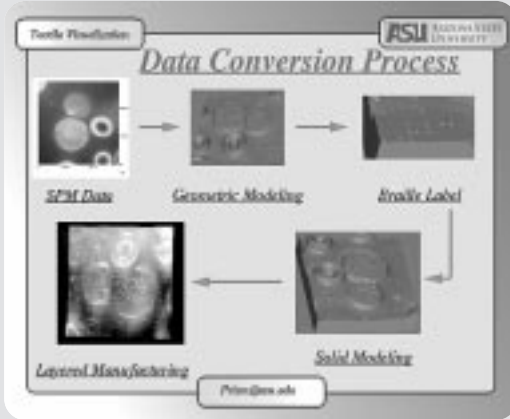 Tactile Visualization
ASU ARIZONA STATE
UNIVERSITY
Data Conversion Process
SPM Data
Geometric Modeling
Braille Label
Solid Modeling
Layered Manufacturing